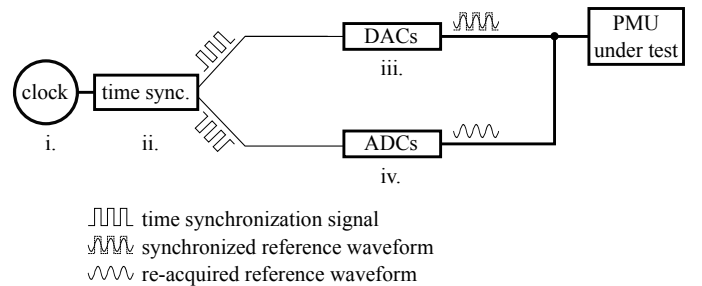 DACs
iii.
PMU
under test
clock
i.
time sync.
ii.
ADCs
iv.
time synchronization signal
synchronized reference waveform
re-acquired reference waveform